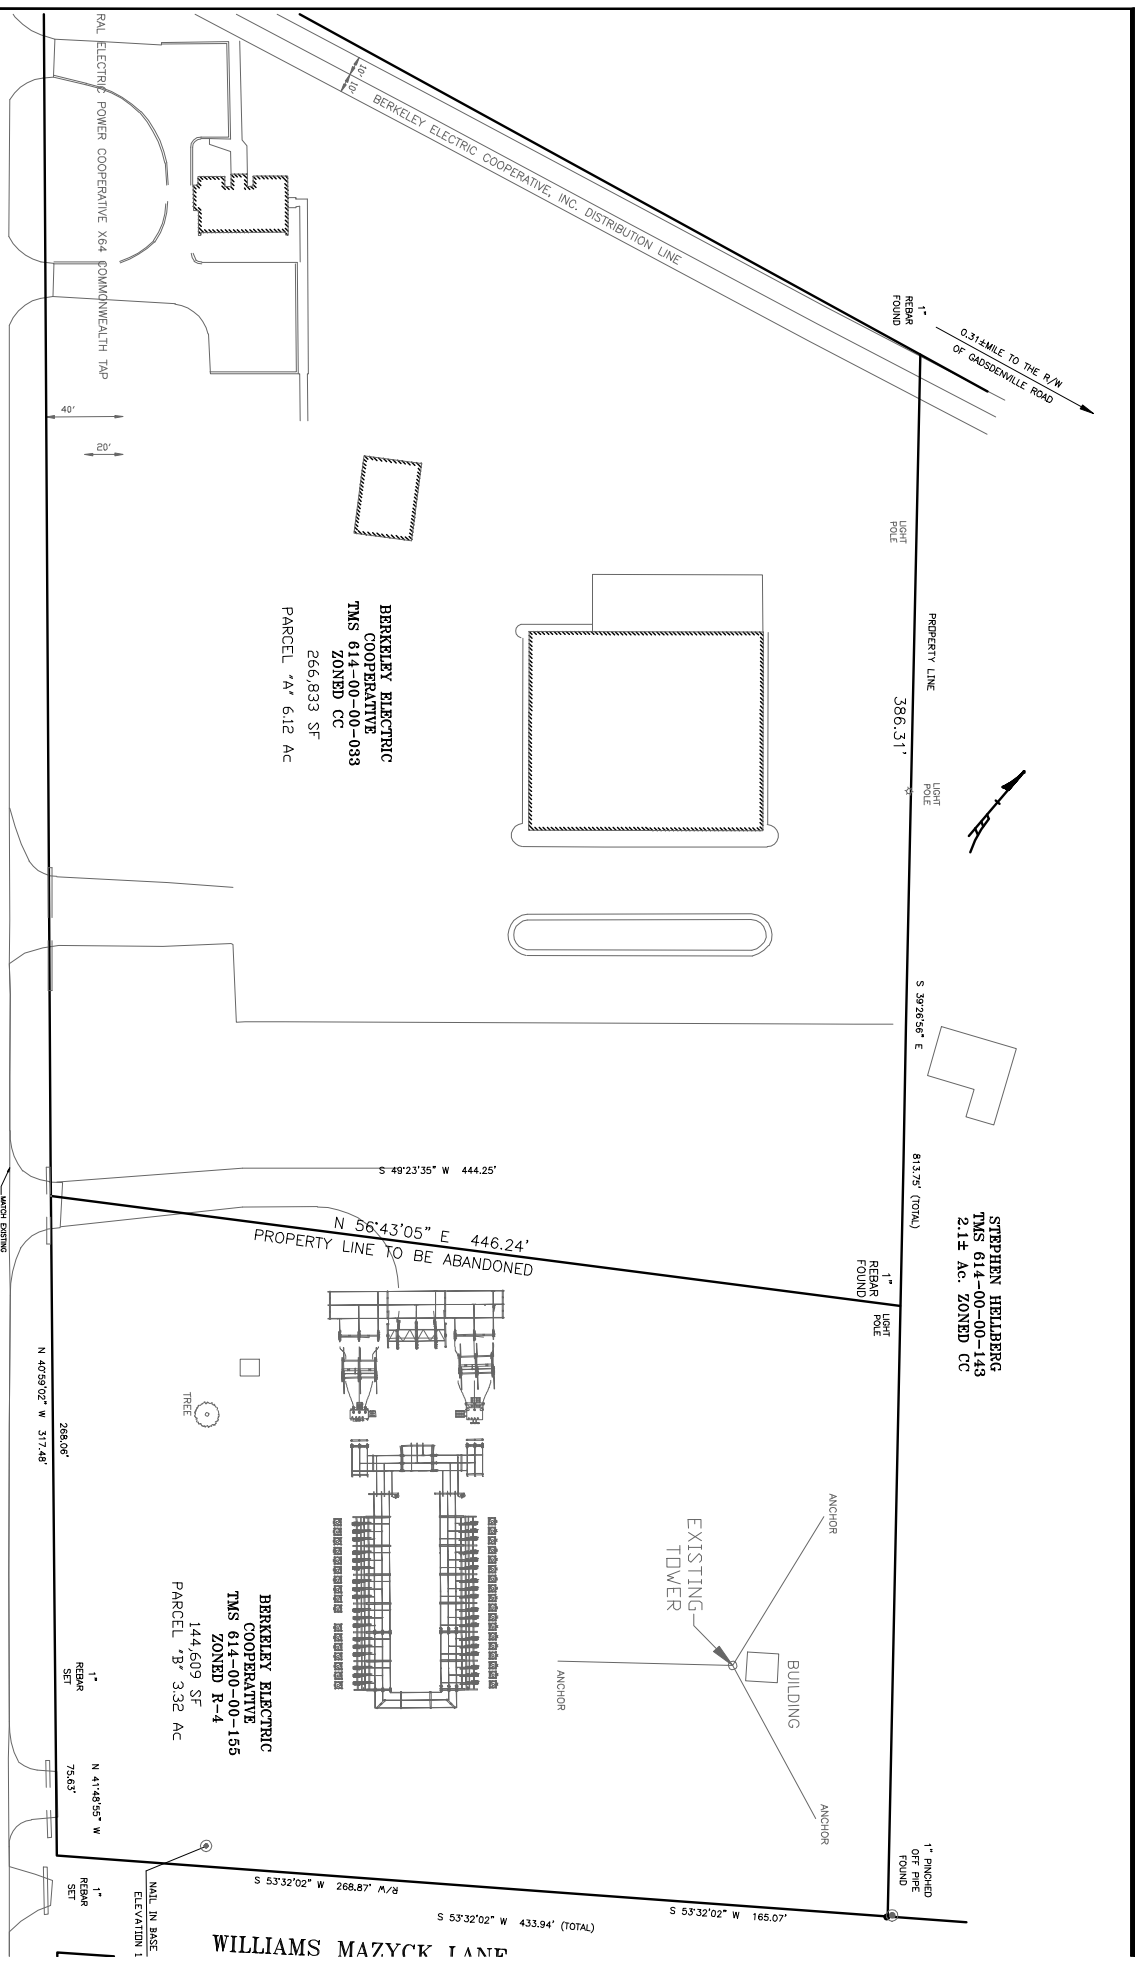 RAL ELECTRIC POWER COOPERATIVE X64 COMMONWEALTH TAP
10'
10'
BERKELEY ELECTRIC COOPERATIVE, INC. DISTRIBUTION LINE
1"
REBAR
FOUND
0.31±MILE TO THE R/W
OF GADSDENVILLE ROAD
40'
20'
LIGHT
POLE
PROPERTY LINE
386.31'
LIGHT
POLE
BERKELEY ELECTRIC
COOPERATIVE
TMS 614-00-00-033
ZONED CC
266,833 SF
PARCEL "A" 6.12 Ac
S 39°26'56" E
813.75' (TOTAL)
STEPHEN HELLBERG
TMS 614-00-00-143
2.1± Ac. ZONED CC
S 49°23'35" W 444.25'
N 56°43'05" E 446.24'
PROPERTY LINE TO BE ABANDONED
1"
REBAR
FOUND
LIGHT
POLE
MATCH EXISTING
N 40°59'02" W 317.48'
268.06'
TREE
ANCHOR
EXISTING
TOWER
BUILDING
ANCHOR
ANCHOR
BERKELEY ELECTRIC
COOPERATIVE
TMS 614-00-00-155
ZONED R-4
144,609 SF
PARCEL "B" 3.32 Ac
1"
REBAR
SET
N 41°48'55" W
75.63'
1"
REBAR
SET
NAIL IN BASE
ELEVATION 1
1" PINCHED
OFF PIPE
FOUND
S 53°32'02" W 268.87' R/W
S 53°32'02" W 165.07'
S 53°32'02" W 433.94' (TOTAL)
WILLIAMS MAZYCK LANE